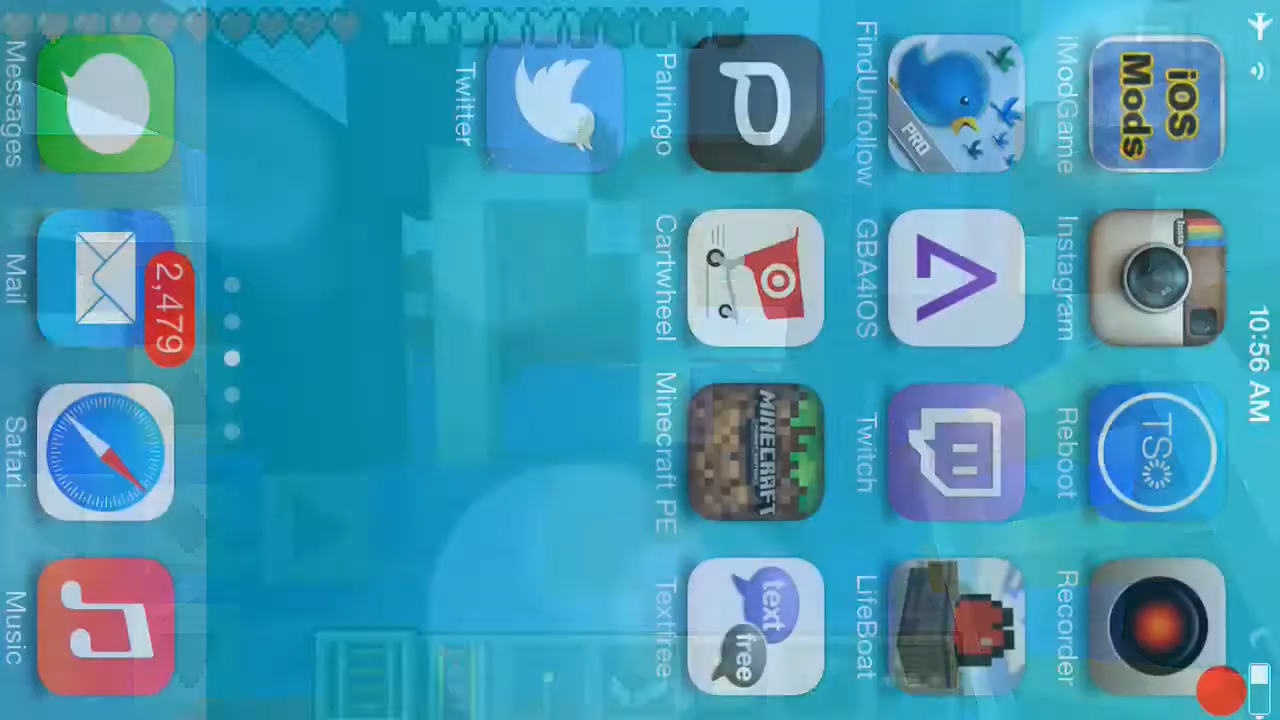 10:56 AM
iOS
Mods
Insta
TS
iModGame
Instagram
Reboot
Recorder
PRO
FindUnfollow
GBA4iOS
Twitch
LifeBoat
MINECRAFT
text
free
Palringo
Cartwheel
Minecraft PE
Textfree
Twitter
2,479
Messages
Mail
Safari
Music